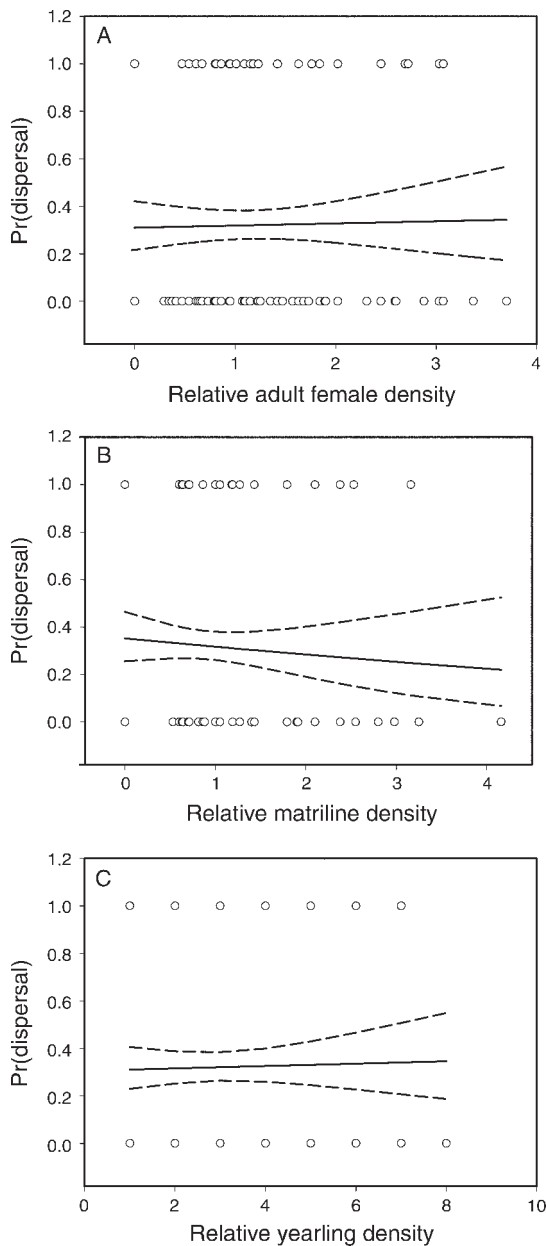 A
1.2
1.0
0.8
0.6
0.4
0.2
0.0
Pr(dispersal)
0 1 2 3 4
Relative adult female density
B
1.2
1.0
0.8
0.6
0.4
0.2
0.0
Pr(dispersal)
0 1 2 3 4
Relative matriline density
C
1.2
1.0
0.8
0.6
0.4
0.2
0.0
Pr(dispersal)
0 2 4 6 8 10
Relative yearling density